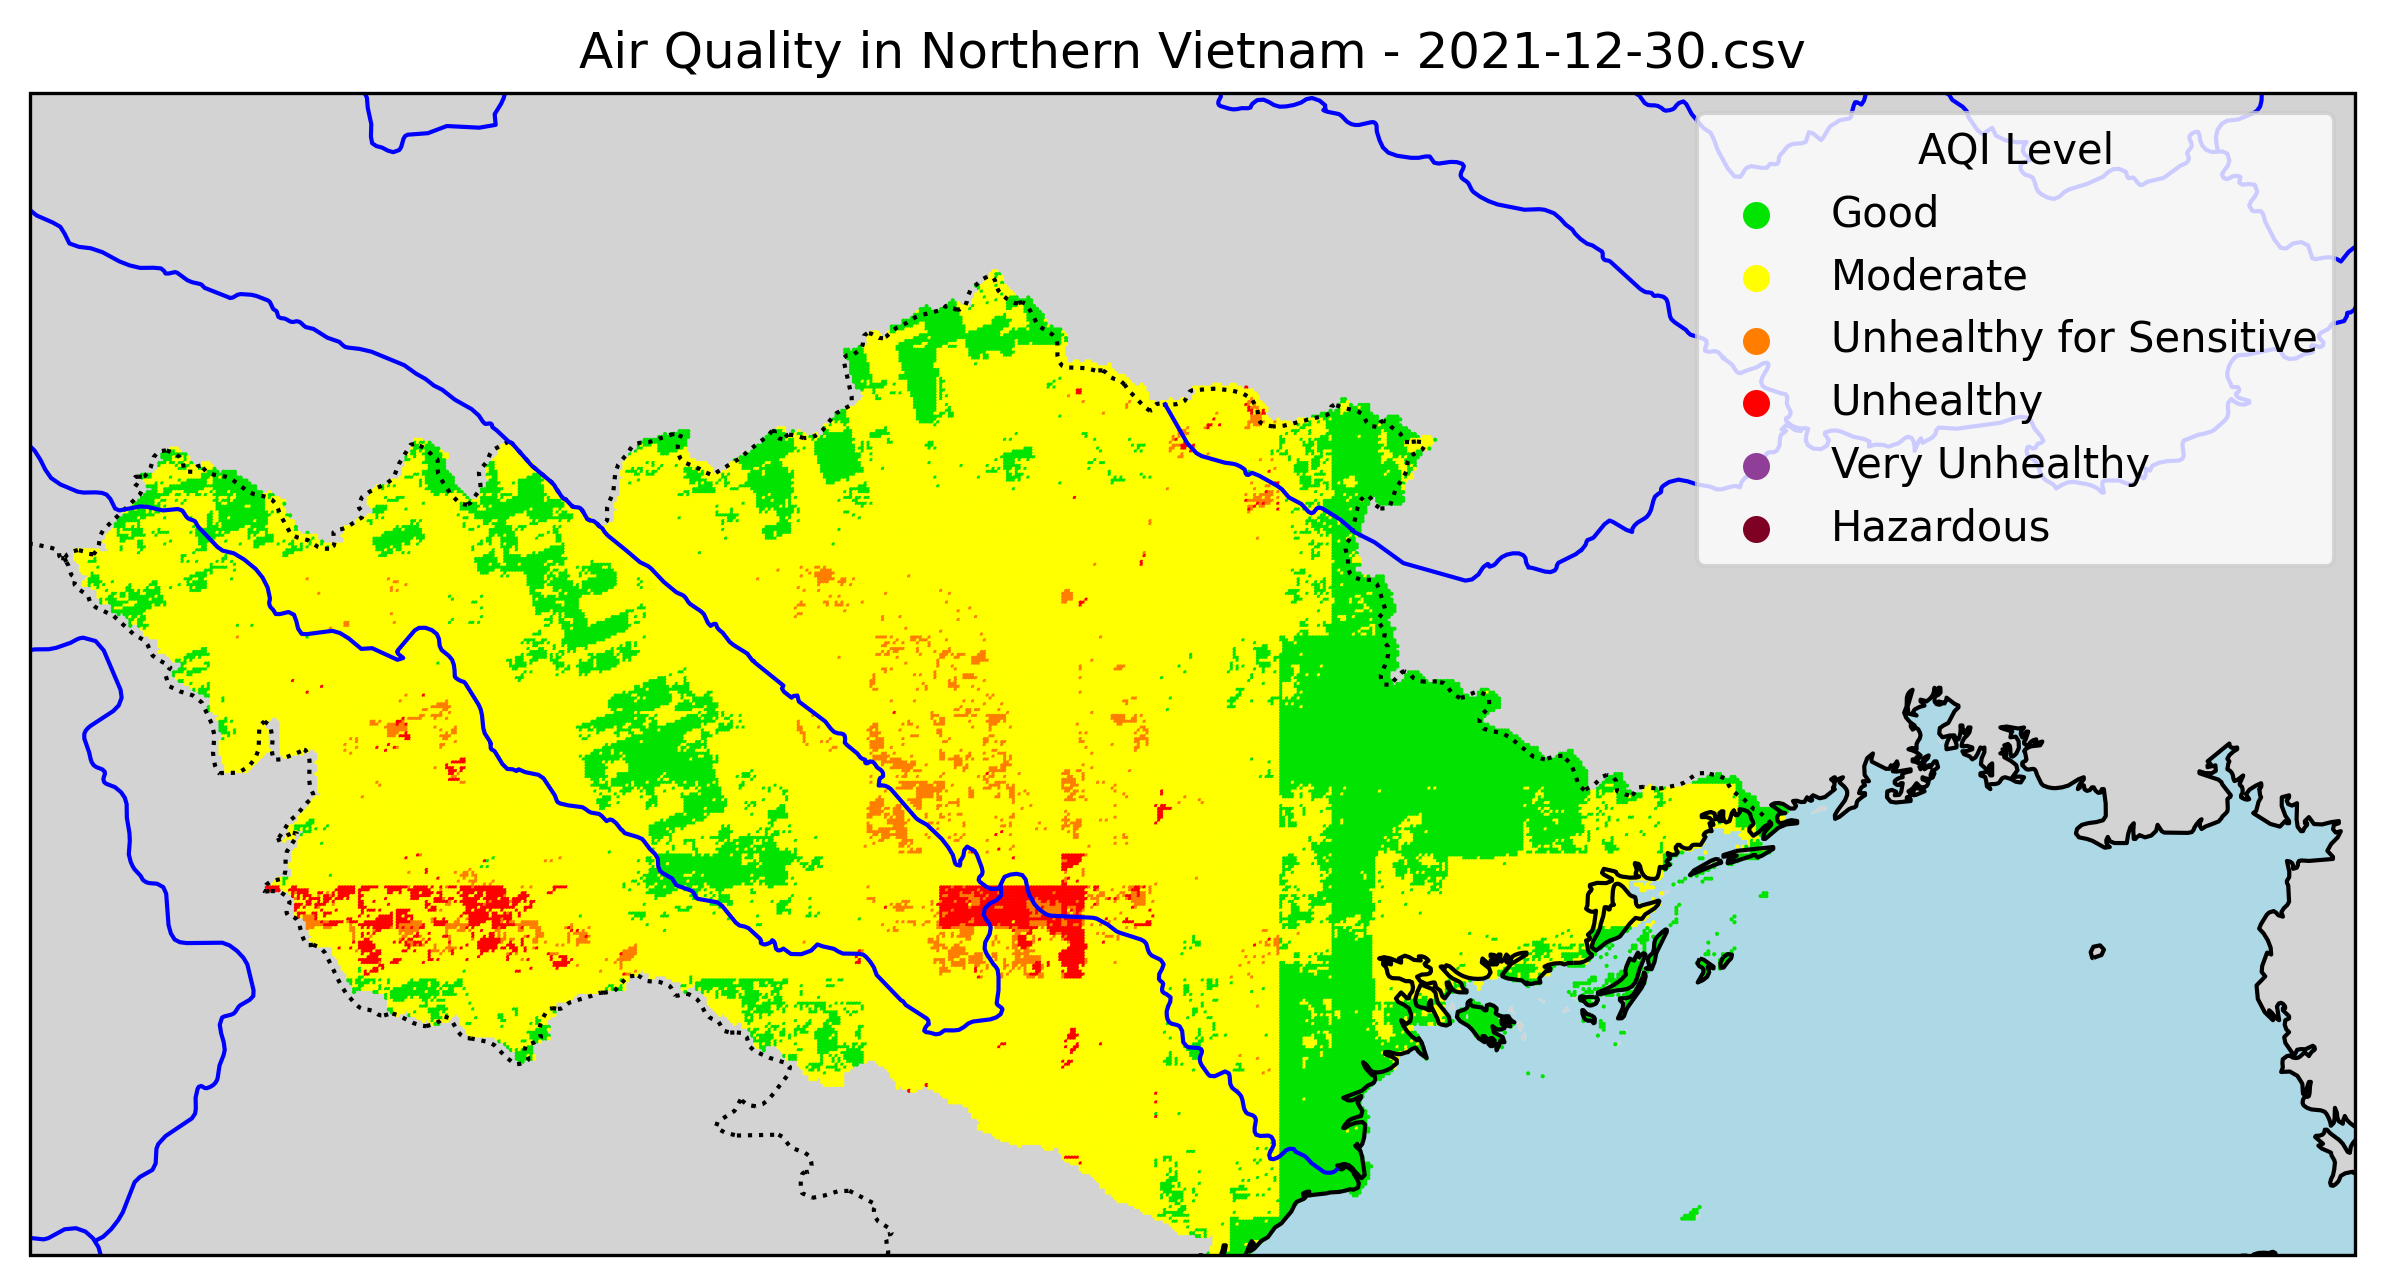 Air Quality in Northern Vietnam - 2021-12-30.csv
AQI Level
Good
Moderate
Unhealthy for Sensitive
Unhealthy
Very Unhealthy
Hazardous